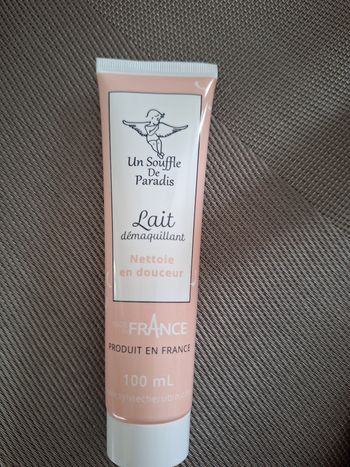 Un Souffle
De
Paradis
Lait
démaquillant
Nettoie
en douceur
FRANCE
PRODUIT EN FRANCE
100 mL